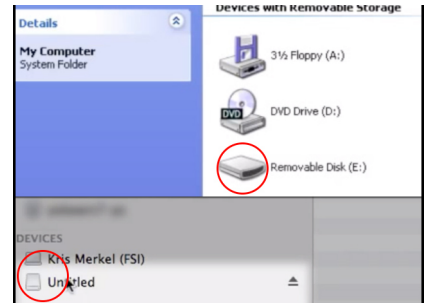 Devices with Removable Storage
Details
My Computer
System Folder
3½ Floppy (A:)
DVD
DVD Drive (D:)
Removable Disk (E:)
DEVICES
Kris Merkel (FSI)
Untitled